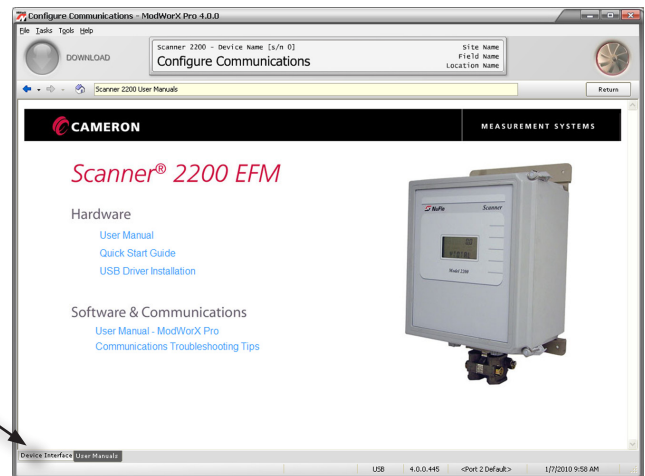 Configure Communications - ModWorX Pro 4.0.0
File Tasks Tools Help
DOWNLOAD
Scanner 2200 - Device Name [s/n 0]
Configure Communications
Site Name
Field Name
Location Name
Scanner 2200 User Manuals
Return
CAMERON
MEASUREMENT SYSTEMS
Scanner® 2200 EFM
Hardware
User Manual
Quick Start Guide
USB Driver Installation
Software & Communications
User Manual - ModWorX Pro
Communications Troubleshooting Tips
NuFlo Scanner
Model 2200
Device Interface User Manuals
USB 4.0.0.445 <Port 2 Default> 1/7/2010 9:58 AM